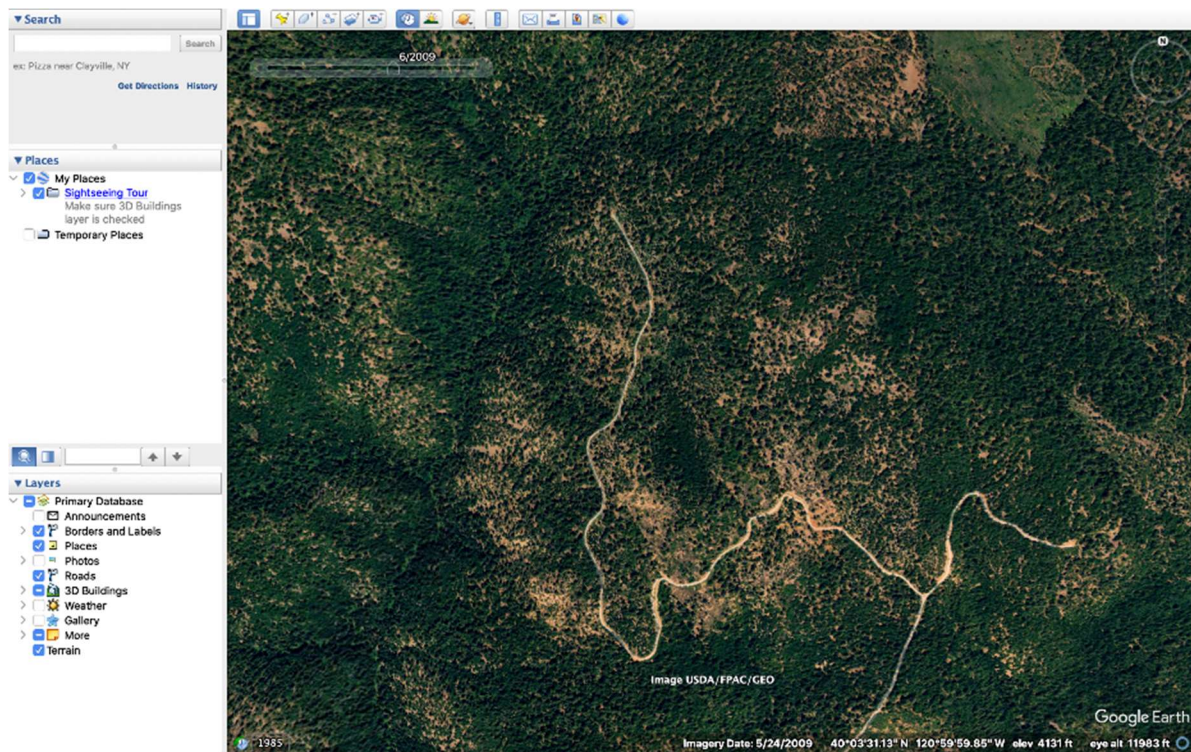 Search
Search
ex: Pizza near Clayville, NY
Get Directions History
Places
My Places
Sightseeing Tour
Make sure 3D Buildings
layer is checked
Temporary Places
Layers
Primary Database
Announcements
Borders and Labels
Places
Photos
Roads
3D Buildings
Weather
Gallery
More
Terrain
6/2009
N
Image USDA/FPAC/GEO
Google Earth
1985
Imagery Date: 5/24/2009 40°03'31.13" N 120°59'59.85" W elev 4131 ft eye alt 11983 ft